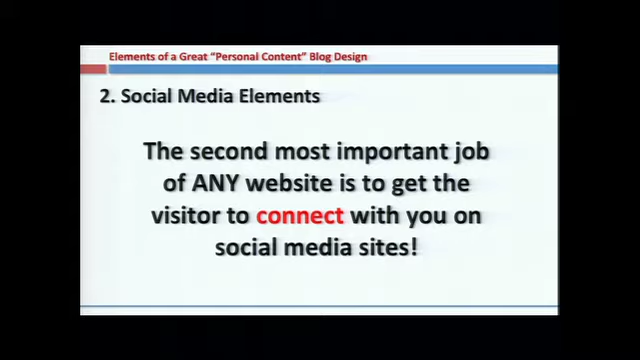 Elements of a Great “Personal Content” Blog Design
2. Social Media Elements
The second most important job
of ANY website is to get the
visitor to connect with you on
social media sites!